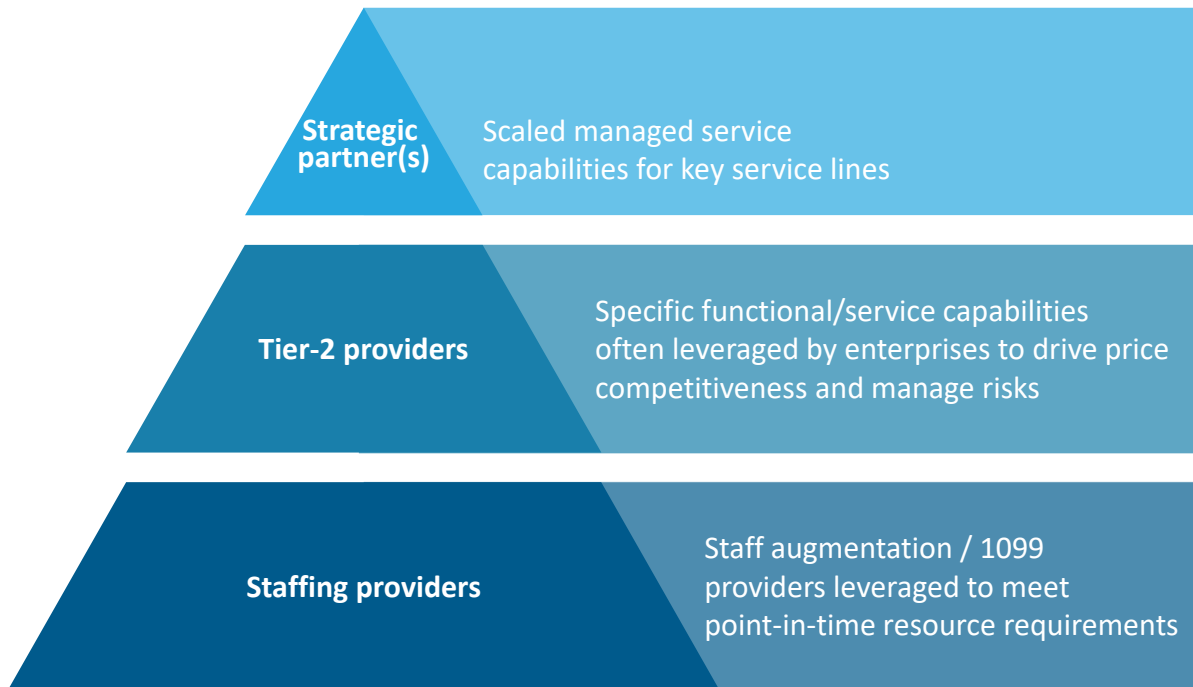 Strategic
partner(s)
Scaled managed service
capabilities for key service lines
Tier-2 providers
Specific functional/service capabilities
often leveraged by enterprises to drive price
competitiveness and manage risks
Staffing providers
Staff augmentation / 1099
providers leveraged to meet
point-in-time resource requirements